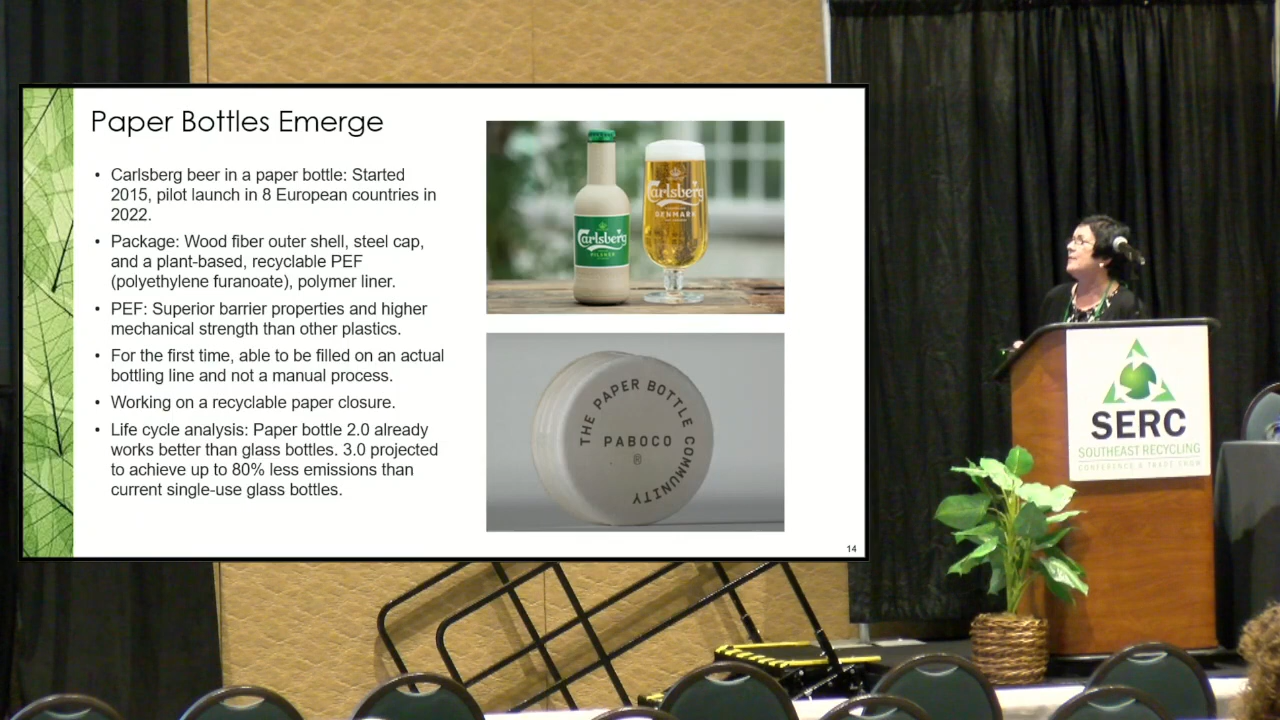 Paper Bottles Emerge
• Carlsberg beer in a paper bottle: Started
2015, pilot launch in 8 European countries in
2022.
• Package: Wood fiber outer shell, steel cap,
and a plant-based, recyclable PEF
(polyethylene furanoate), polymer liner.
• PEF: Superior barrier properties and higher
mechanical strength than other plastics.
• For the first time, able to be filled on an actual
bottling line and not a manual process.
• Working on a recyclable paper closure.
• Life cycle analysis: Paper bottle 2.0 already
works better than glass bottles. 3.0 projected
to achieve up to 80% less emissions than
current single-use glass bottles.
Carlsberg
PILSNER
Carlsberg
DENMARK
THE PAPER BOTTLE COMMUNITY
PABOCO
®
14
SERC
SOUTHEAST RECYCLING
CONFERENCE & TRADE SHOW